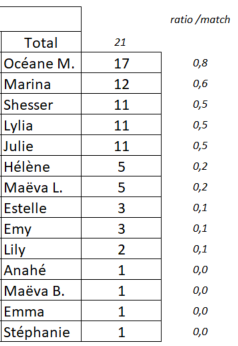 ratio /match
Total 21
Océane M. 17 0,8
Marina 12 0,6
Shesser 11 0,5
Lylia 11 0,5
Julie 11 0,5
Hélène 5 0,2
Maëva L. 5 0,2
Estelle 3 0,1
Emy 3 0,1
Lily 2 0,1
Anahé 1 0,0
Maëva B. 1 0,0
Emma 1 0,0
Stéphanie 1 0,0